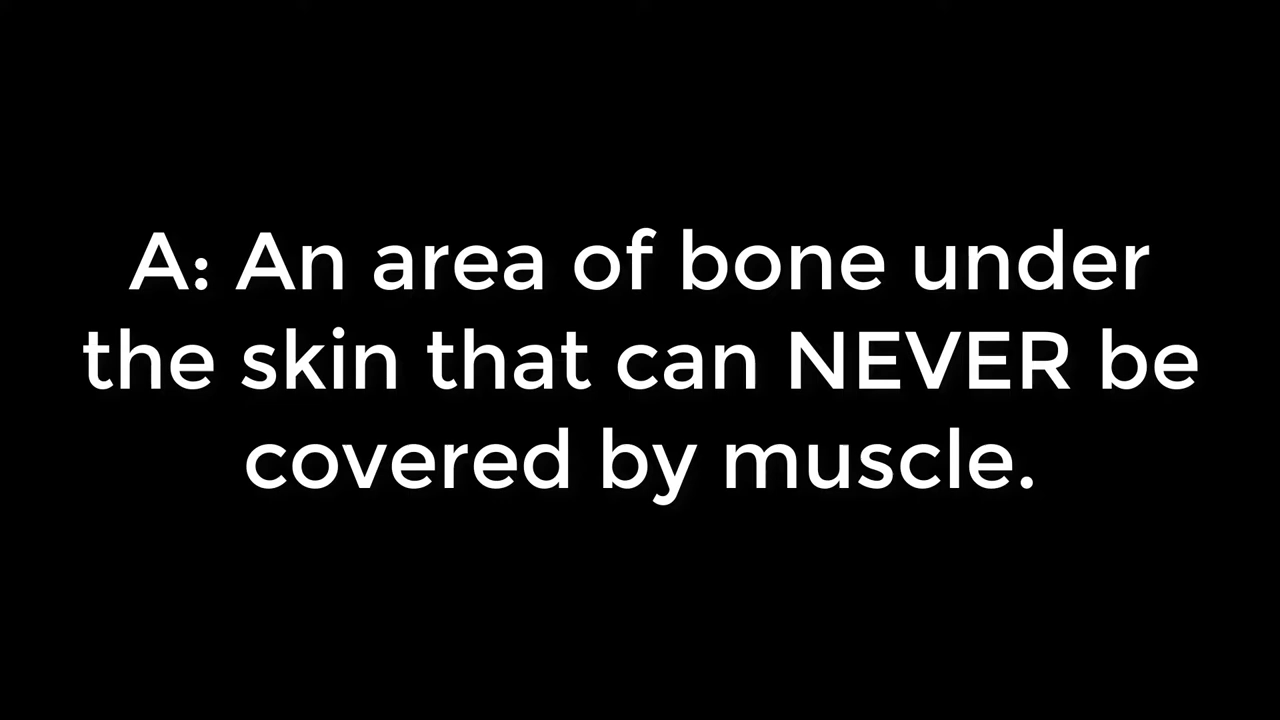 A: An area of bone under
the skin that can NEVER be
covered by muscle.